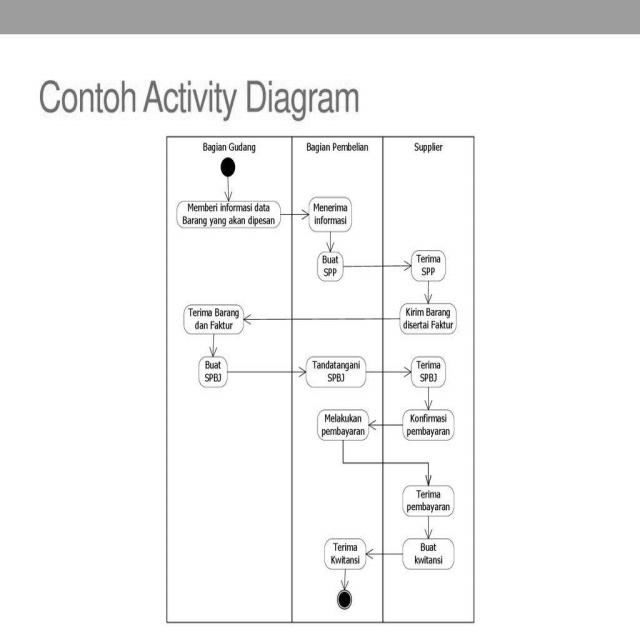 Contoh Activity Diagram
Bagian Gudang
Bagian Pembelian
Supplier
Memberi informasi data
Barang yang akan dipesan
Menerima
informasi
Buat
SPP
Terima
SPP
Kirim Barang
disertai Faktur
Terima Barang
dan Faktur
Buat
SPBJ
Tandatangani
SPBJ
Terima
SPBJ
Konfirmasi
pembayaran
Melakukan
pembayaran
Terima
pembayaran
Buat
kwitansi
Terima
Kwitansi